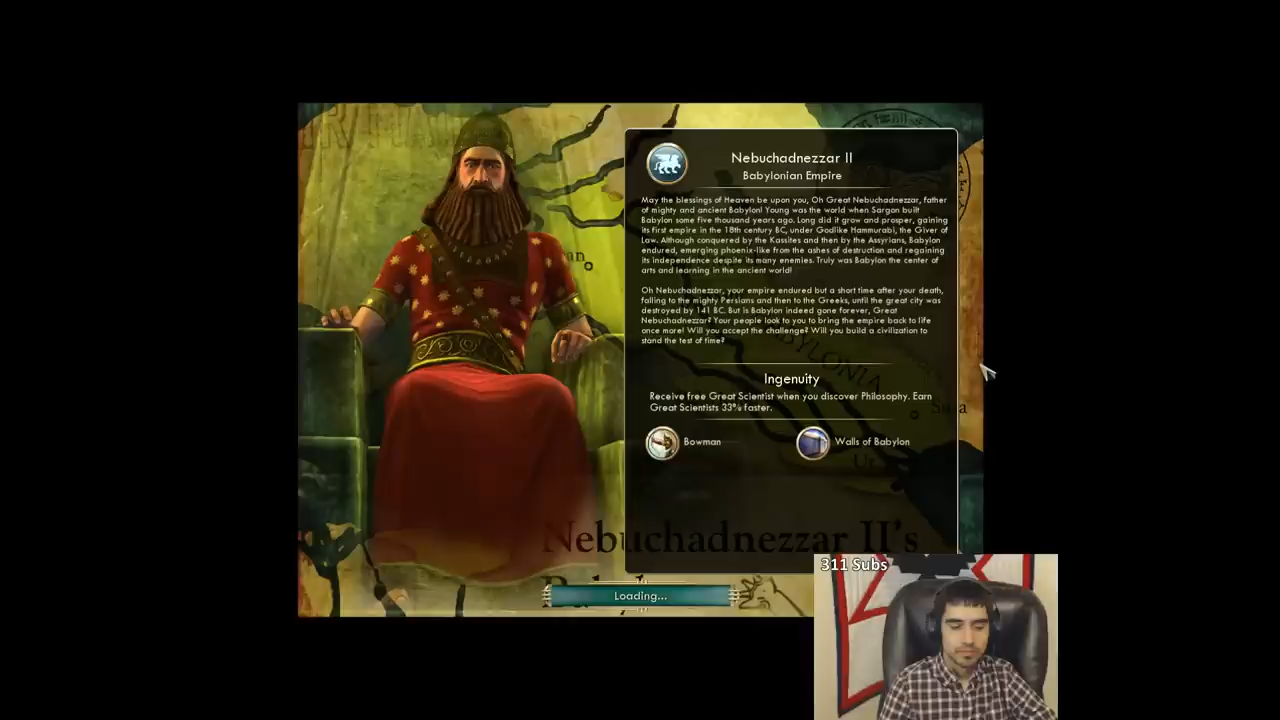 Nebuchadnezzar II
Babylonian Empire
May the blessings of Heaven be upon you, Oh Great Nebuchadnezzar, father
of mighty and ancient Babylon! Young was the world when Sargon built
Babylon some five thousand years ago. Long did it grow and prosper, gaining
its first empire in the 18th century BC, under Godlike Hammurabi, the Giver of
Law. Although conquered by the Kassites and then by the Assyrians, Babylon
endured, emerging phoenix-like from the ashes of destruction and regaining
its independence despite its many enemies. Truly was Babylon the center of
arts and learning in the ancient world!
Oh Nebuchadnezzar, your empire endured but a short time after your death,
falling to the mighty Persians and then to the Greeks, until the great city was
destroyed by 141 BC. But is Babylon indeed gone forever, Great
Nebuchadnezzar? Your people look to you to bring the empire back to life
once more! Will you accept the challenge? Will you build a civilization to
stand the test of time?
BABYLONIA
Ingenuity
Receive free Great Scientist when you discover Philosophy. Earn
Great Scientists 33% faster.
Bowman
Walls of Babylon
Ur
Nebuchadnezzar II's
Loading...
311 Subs